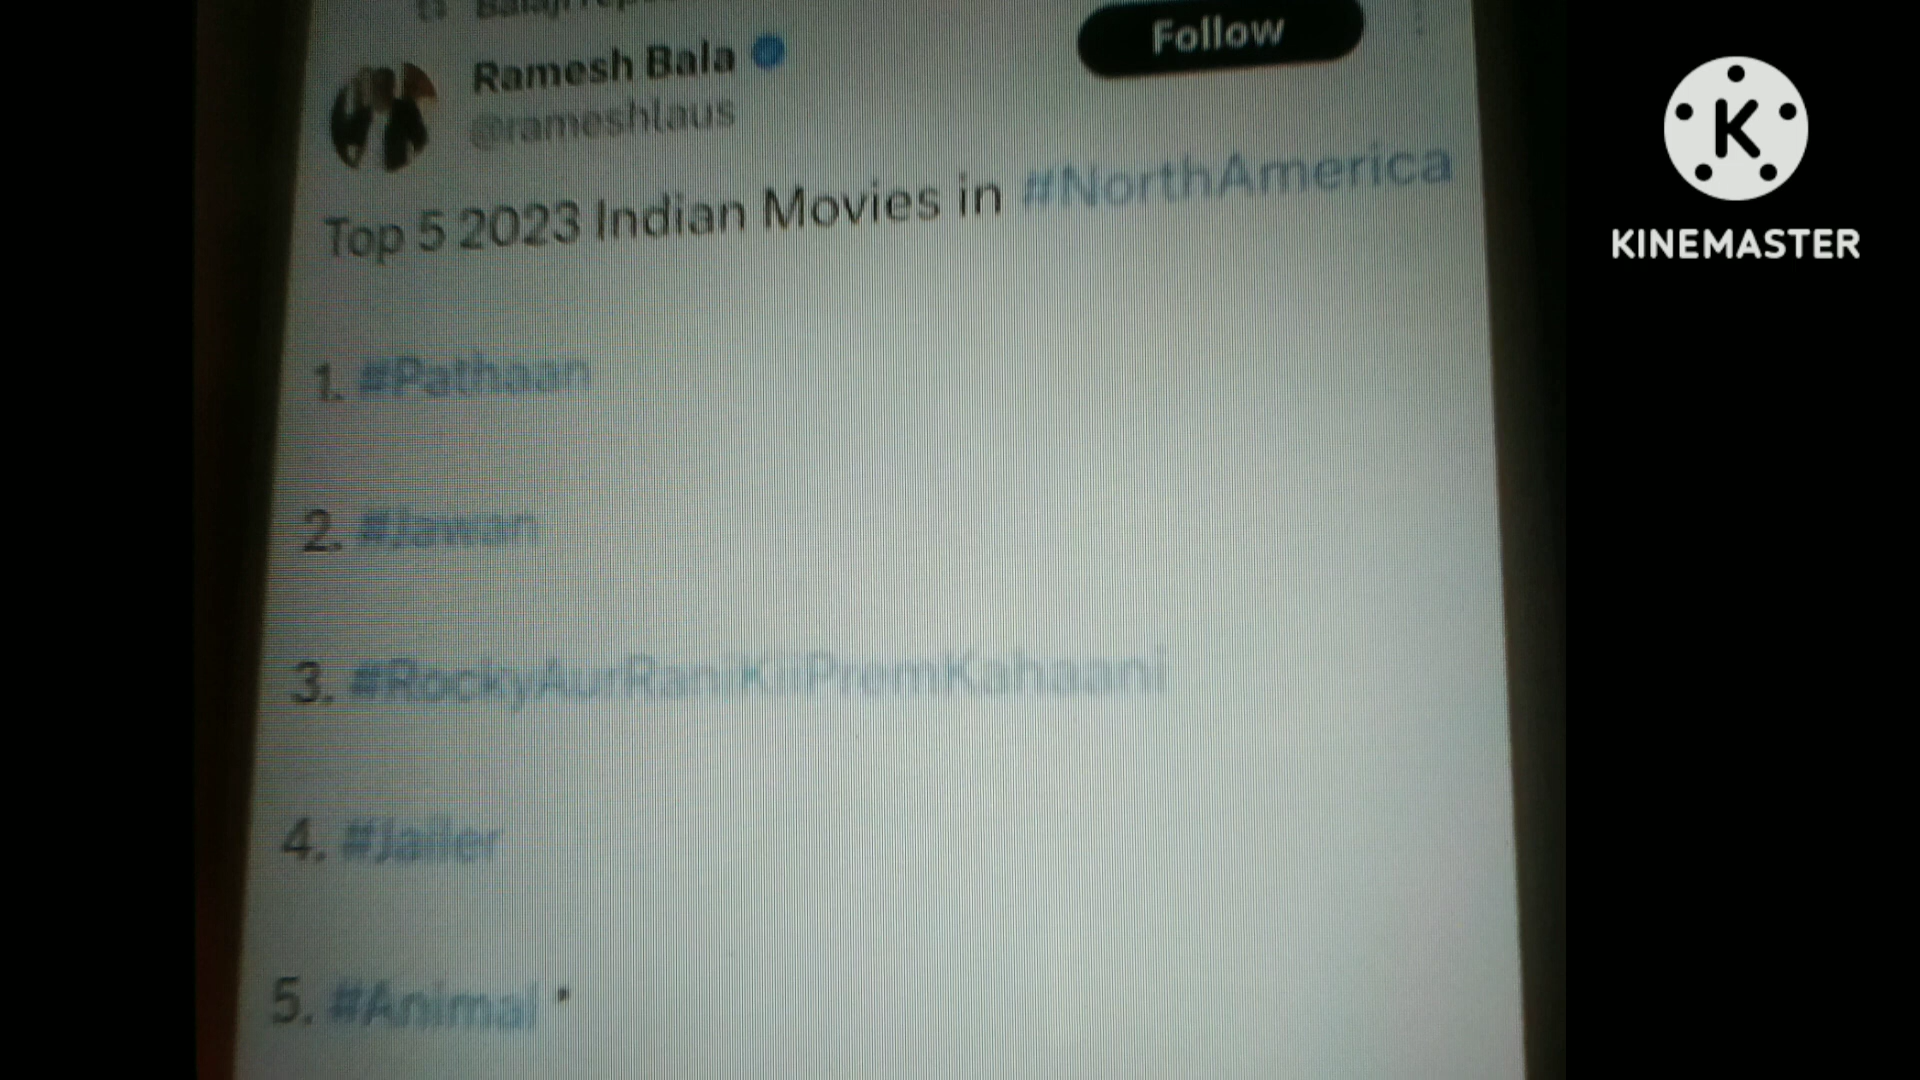 Ramesh Bala
Follow
@rameshlaus
Top 5 2023 Indian Movies in #NorthAmerica
1. #Pathaan
2. #Jawan
3. #RockyAurRaniKiiPremKahaani
4. #Jailer
5. #Animal *
K
KINEMASTER